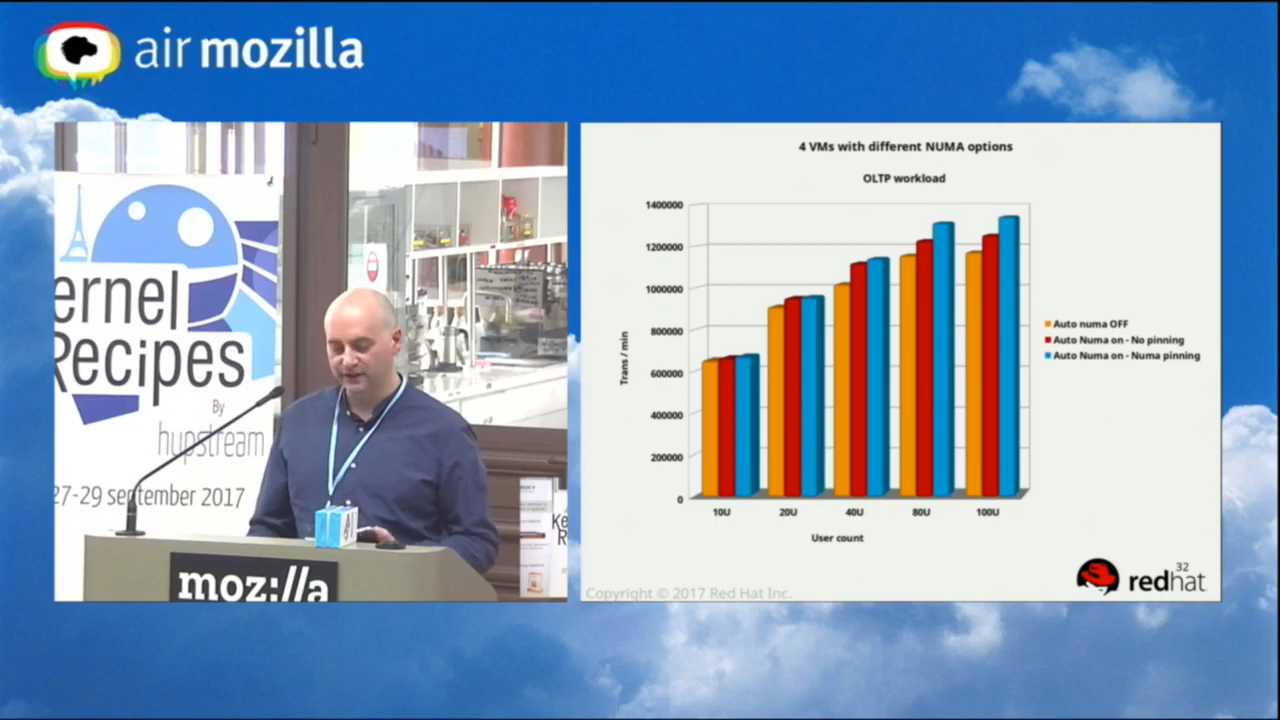 air mozilla
ernel
Recipes
By
hupstream
27-29 september 2017
moz://a
4 VMs with different NUMA options
OLTP workload
Trans / min
1400000
1200000
1000000
800000
600000
400000
200000
0
10U
20U
40U
80U
100U
User count
Auto numa OFF
Auto Numa on - No pinning
Auto Numa on - Numa pinning
32
redhat
Copyright © 2017 Red Hat Inc.